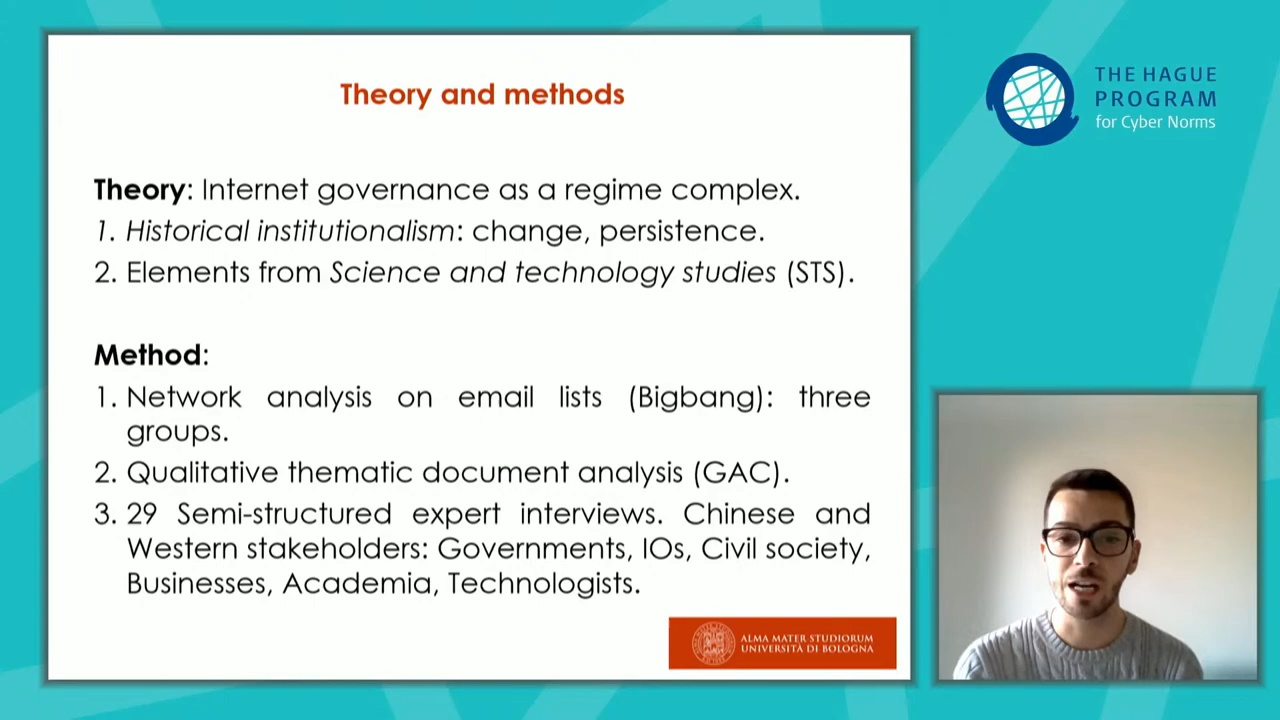 Theory and methods
Theory: Internet governance as a regime complex.
1. Historical institutionalism: change, persistence.
2. Elements from Science and technology studies (STS).
Method:
1. Network analysis on email lists (Bigbang): three
groups.
2. Qualitative thematic document analysis (GAC).
3. 29 Semi-structured expert interviews. Chinese and
Western stakeholders: Governments, IOs, Civil society,
Businesses, Academia, Technologists.
ALMA MATER STUDIORUM
UNIVERSITÀ DI BOLOGNA
THE HAGUE
PROGRAM
for Cyber Norms